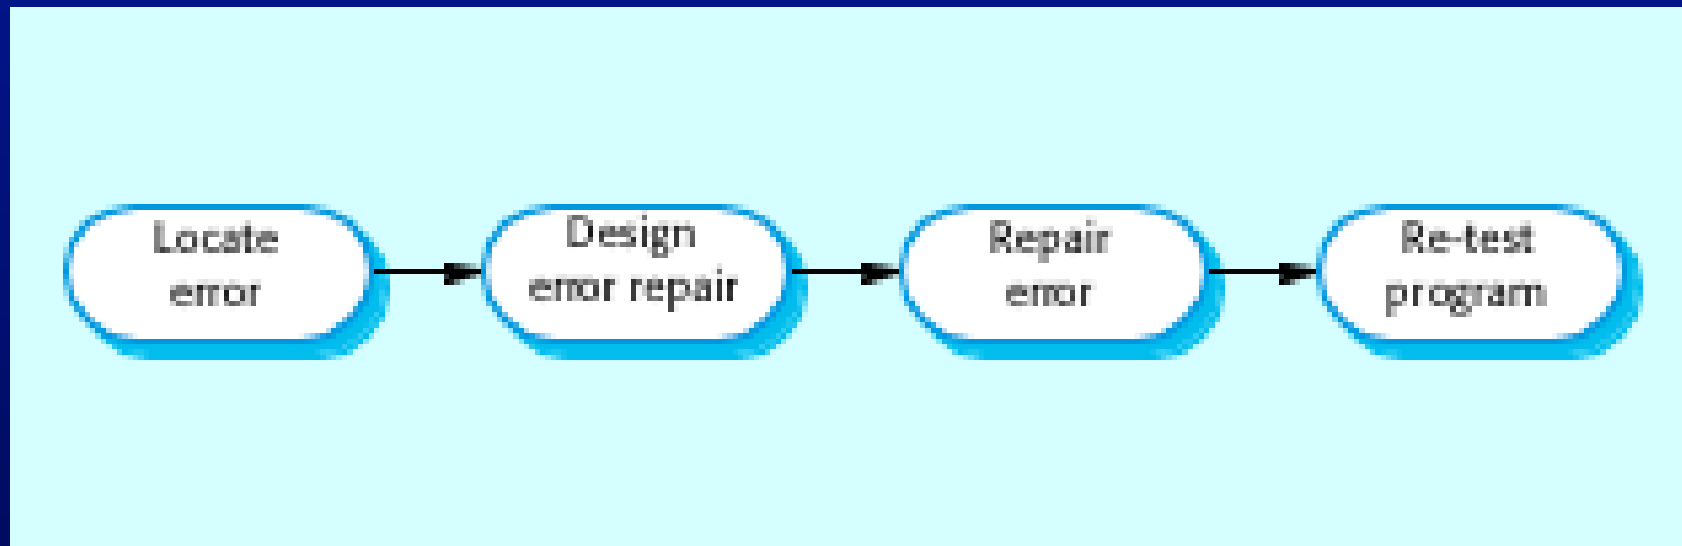 Locate
error
Design
error repair
Repair
error
Re-test
program